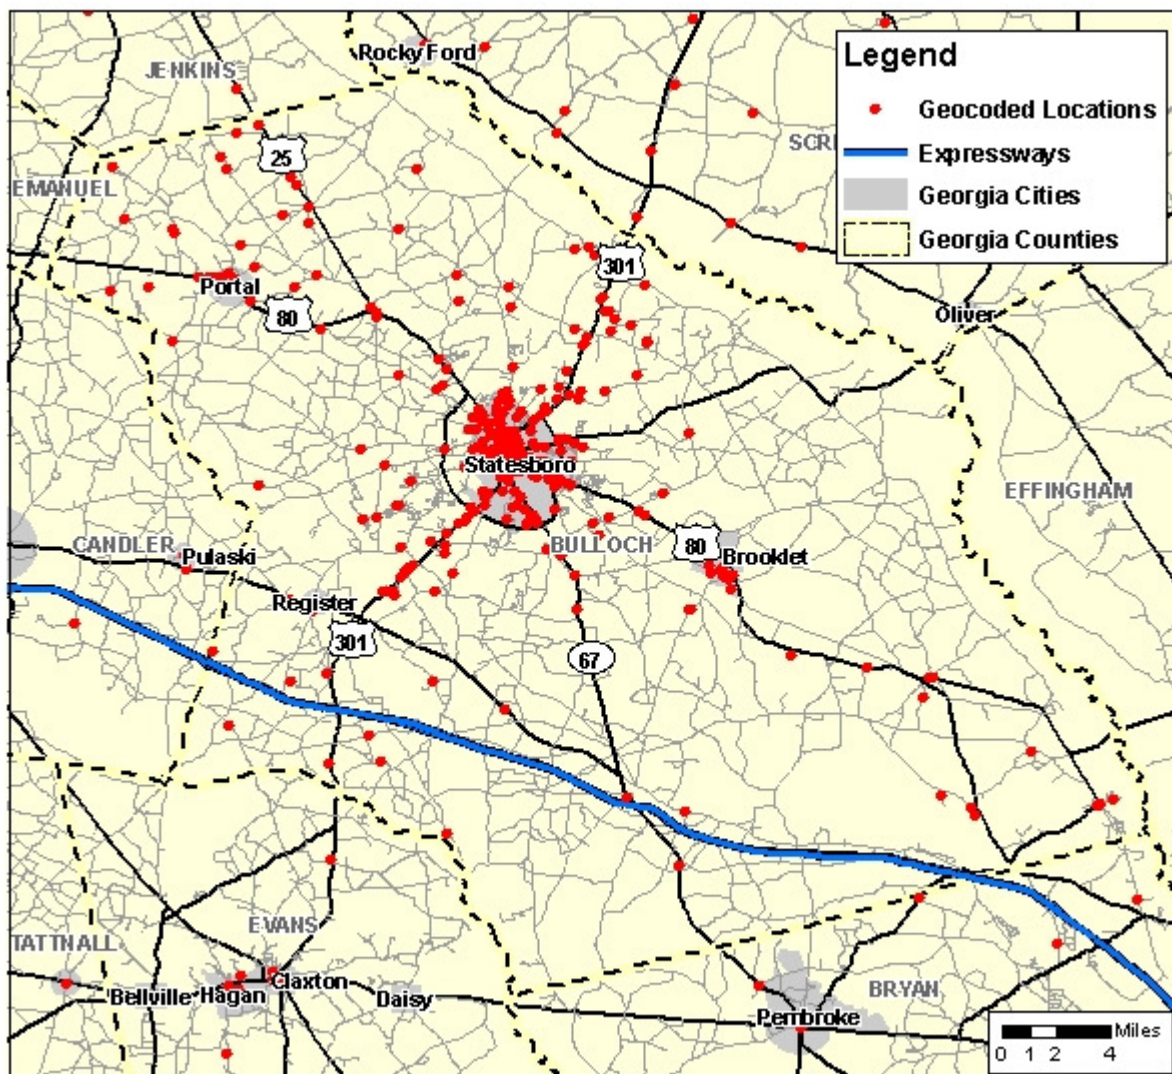 Rocky Ford
JENKINS
Legend
Geocoded Locations
Expressways
Georgia Cities
Georgia Counties
SCRE
25
EMANUEL
301
Portal
80
Oliver
Statesboro
EFFINGHAM
CANDLER
Pulaski
BULLOCH
80
Brooklet
Register
301
67
EVANS
TATTNALL
Bellville
Hagan
Claxton
Daisy
BRYAN
Pembroke
Miles
0 1 2 4